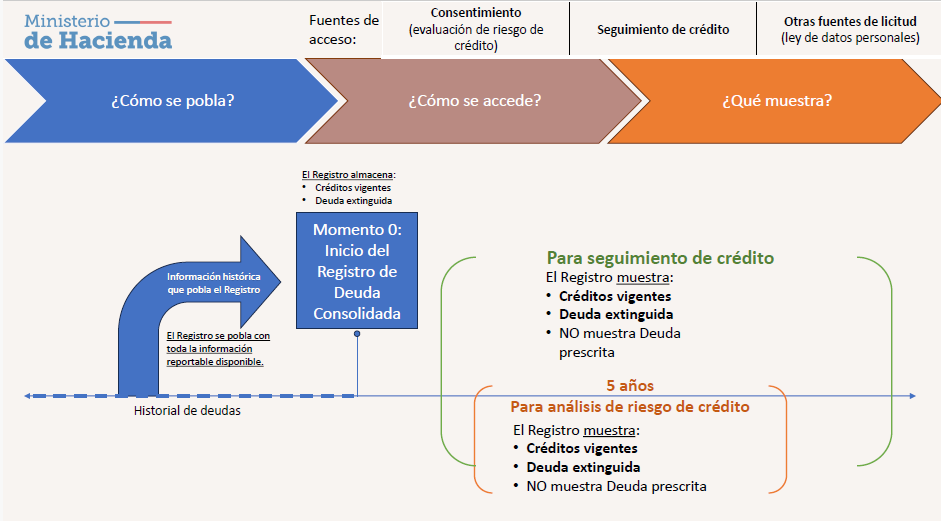 Ministerio
de Hacienda
Fuentes de
acceso:
Consentimiento
(evaluación de riesgo de
crédito)
Seguimiento de crédito
Otras fuentes de licitud
(ley de datos personales)
¿Cómo se pobla?
¿Cómo se accede?
¿Qué muestra?
El Registro almacena:
• Créditos vigentes
• Deuda extinguida
Momento 0:
Inicio del
Registro de
Deuda
Consolidada
Información histórica
que pobla el Registro
El Registro se pobla con
toda la información
reportable disponible.
Historial de deudas
Para seguimiento de crédito
El Registro muestra:
• Créditos vigentes
• Deuda extinguida
• NO muestra Deuda
prescrita
5 años
Para análisis de riesgo de crédito
El Registro muestra:
• Créditos vigentes
• Deuda extinguida
• NO muestra Deuda prescrita